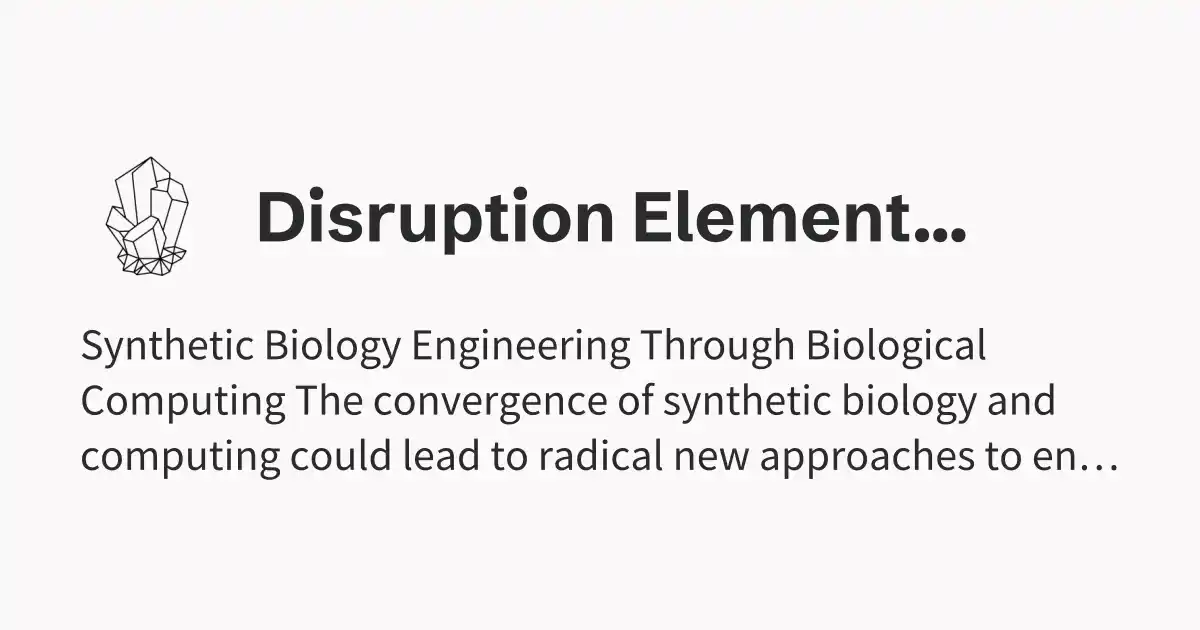 Disruption Element...
Synthetic Biology Engineering Through Biological
Computing The convergence of synthetic biology and
computing could lead to radical new approaches to en…